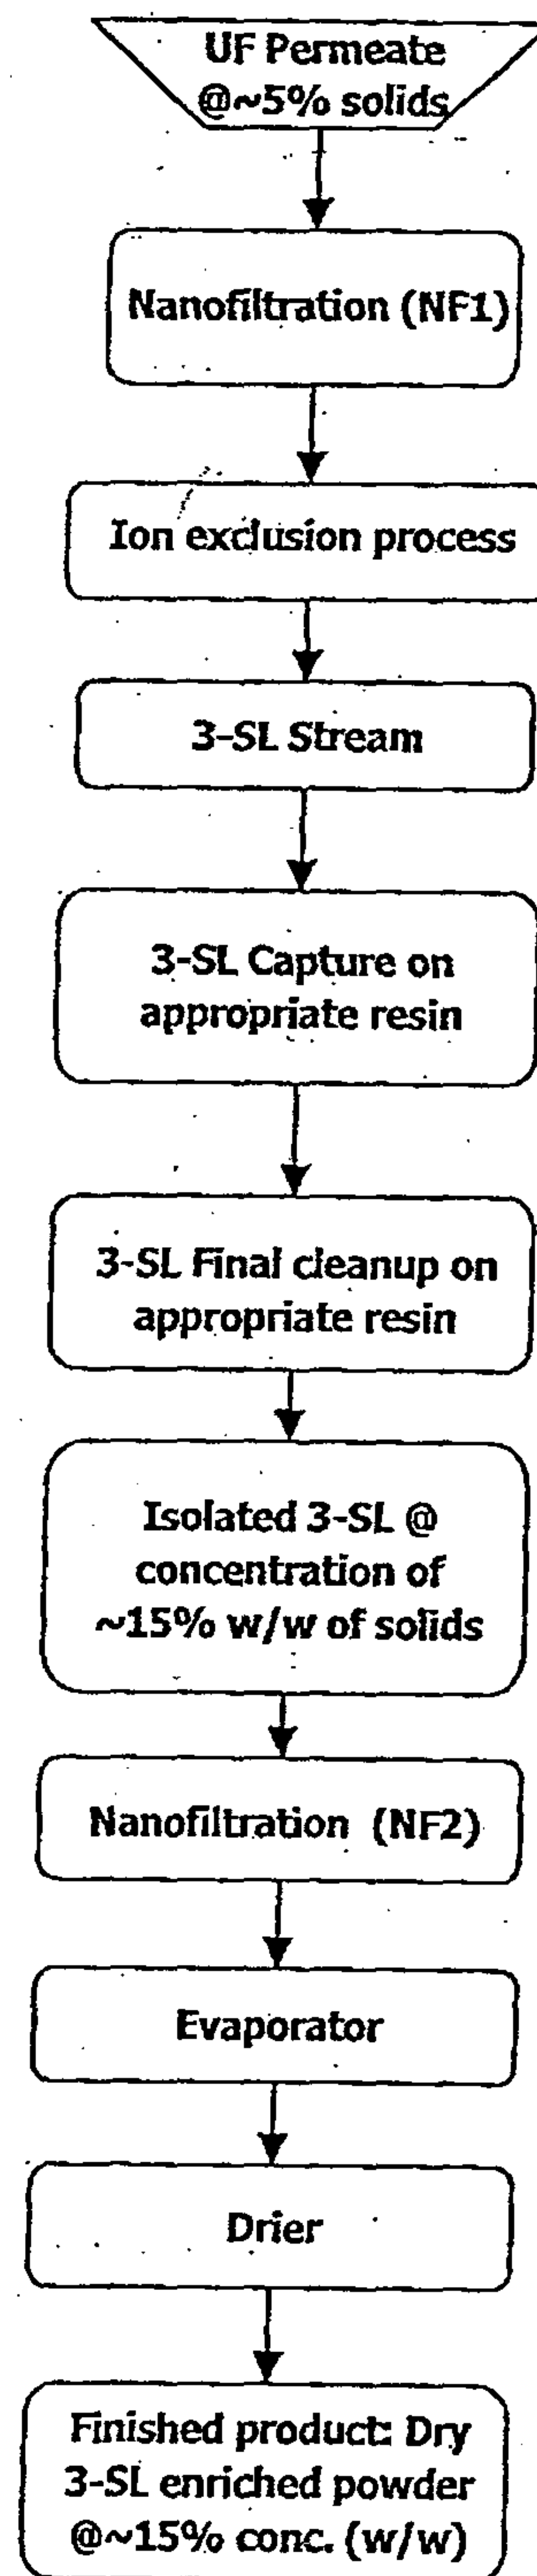 UF Permeate
@~5% solids
Nanofiltration (NF1)
Ion exclusion process
3-SL Stream
3-SL Capture on
appropriate resin
3-SL Final cleanup on
appropriate resin
Isolated 3-SL @
concentration of
~15% w/w of solids
Nanofiltration (NF2)
Evaporator
Drier
Finished product: Dry
3-SL enriched powder
@~15% conc. (w/w)